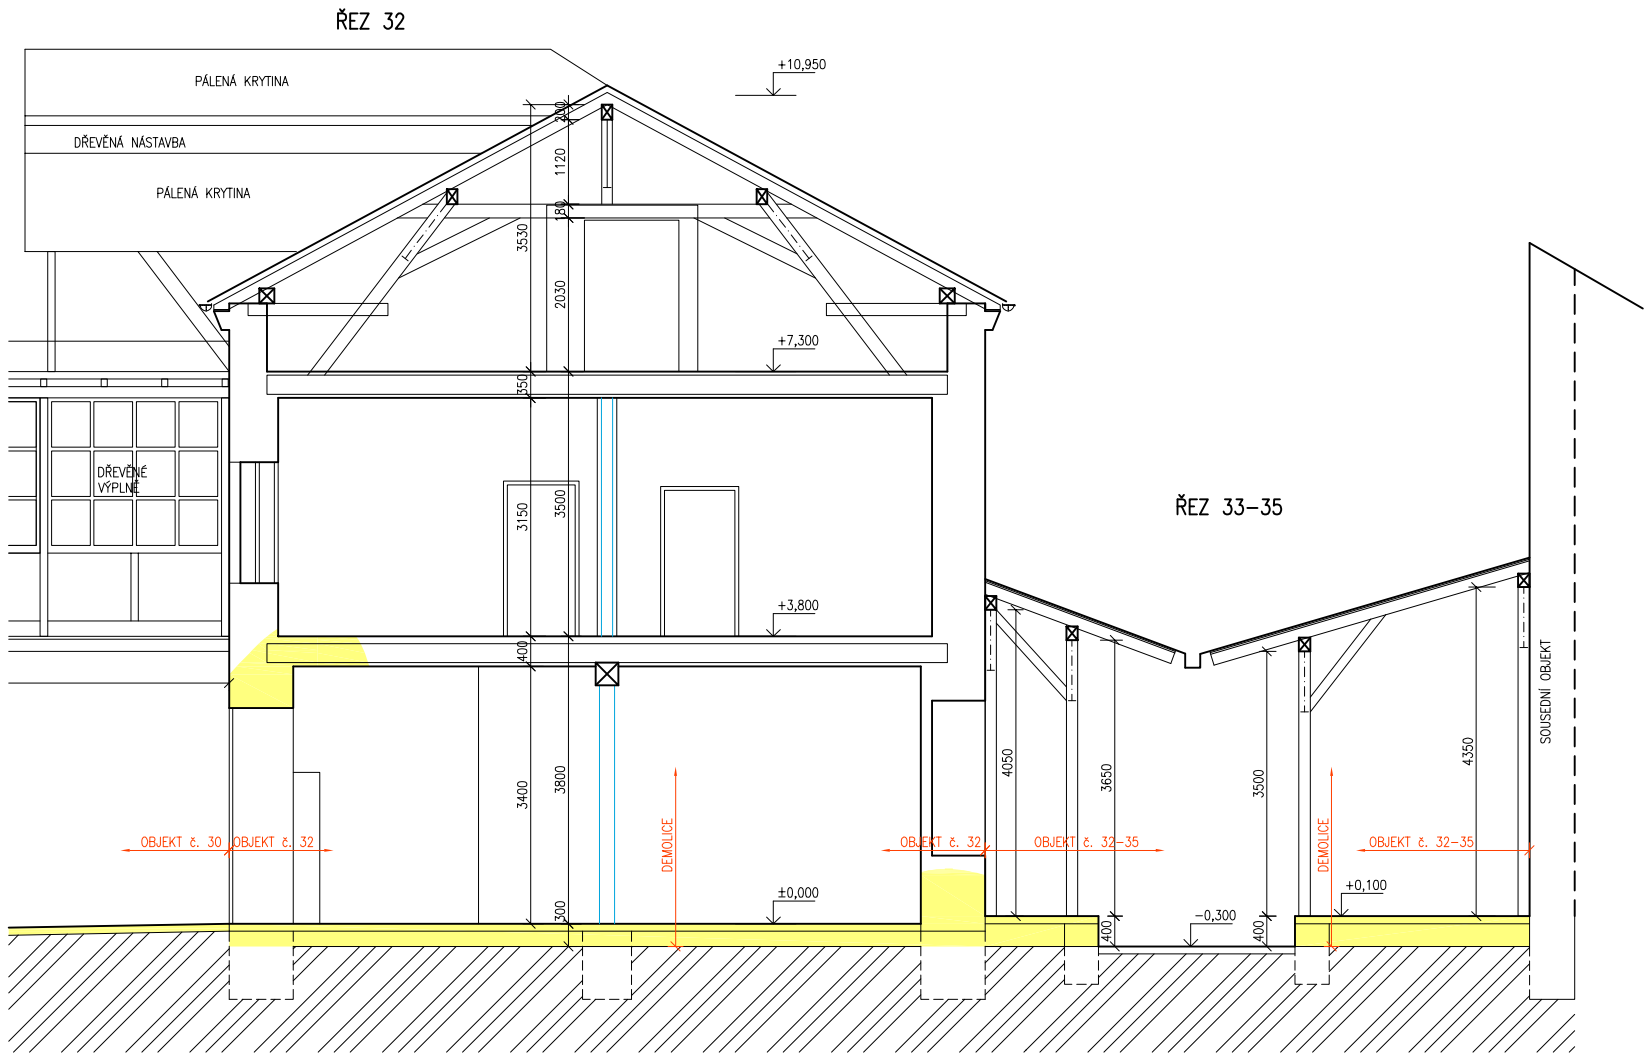 ŘEZ 32
PÁLENÁ KRYTINA
DŘEVĚNÁ NÁSTAVBA
PÁLENÁ KRYTINA
+10,950
200
1120
180
3530
2030
+7,300
350
DŘEVĚNÉ
VÝPLNĚ
3150
3500
+3,800
400
ŘEZ 33-35
SOUSEDNÍ OBJEKT
3400
3800
4050
3650
3500
4350
OBJEKT č. 30
OBJEKT č. 32
DEMOLICE
OBJEKT č. 32
OBJEKT č. 32-35
DEMOLICE
OBJEKT č. 32-35
±0,000
300
+0,100
-0,300
400
400